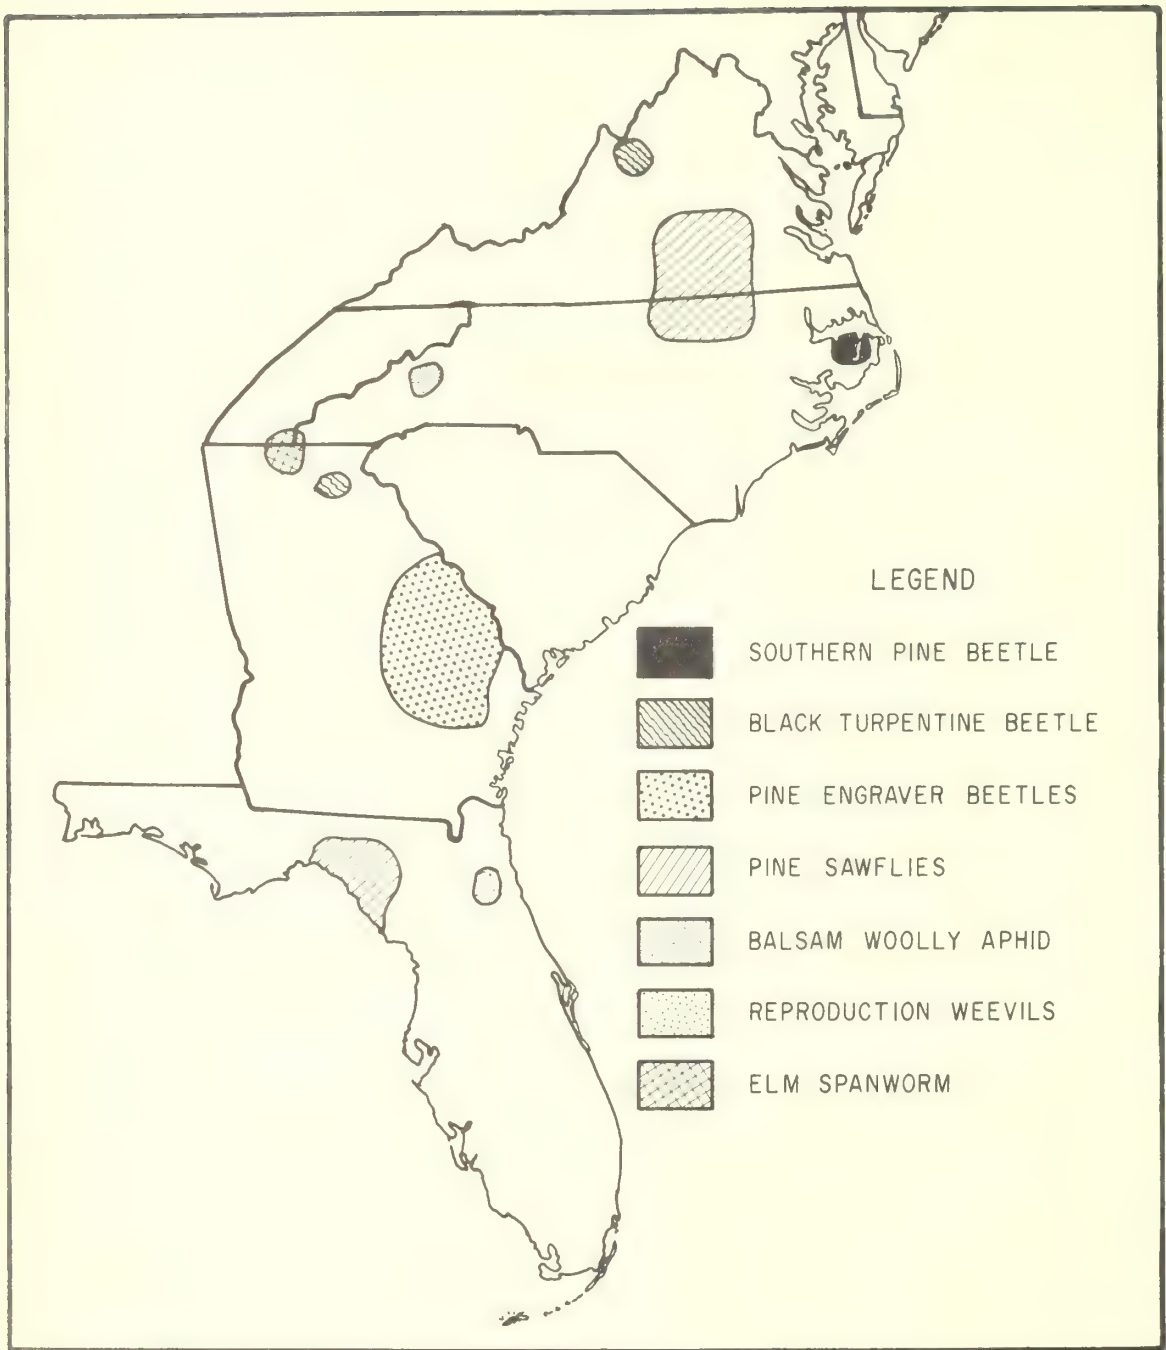 LEGEND
SOUTHERN PINE BEETLE
BLACK TURPENTINE BEETLE
PINE ENGRAVER BEETLES
PINE SAWFLIES
BALSAM WOOLLY APHID
REPRODUCTION WEEVILS
ELM SPANWORM